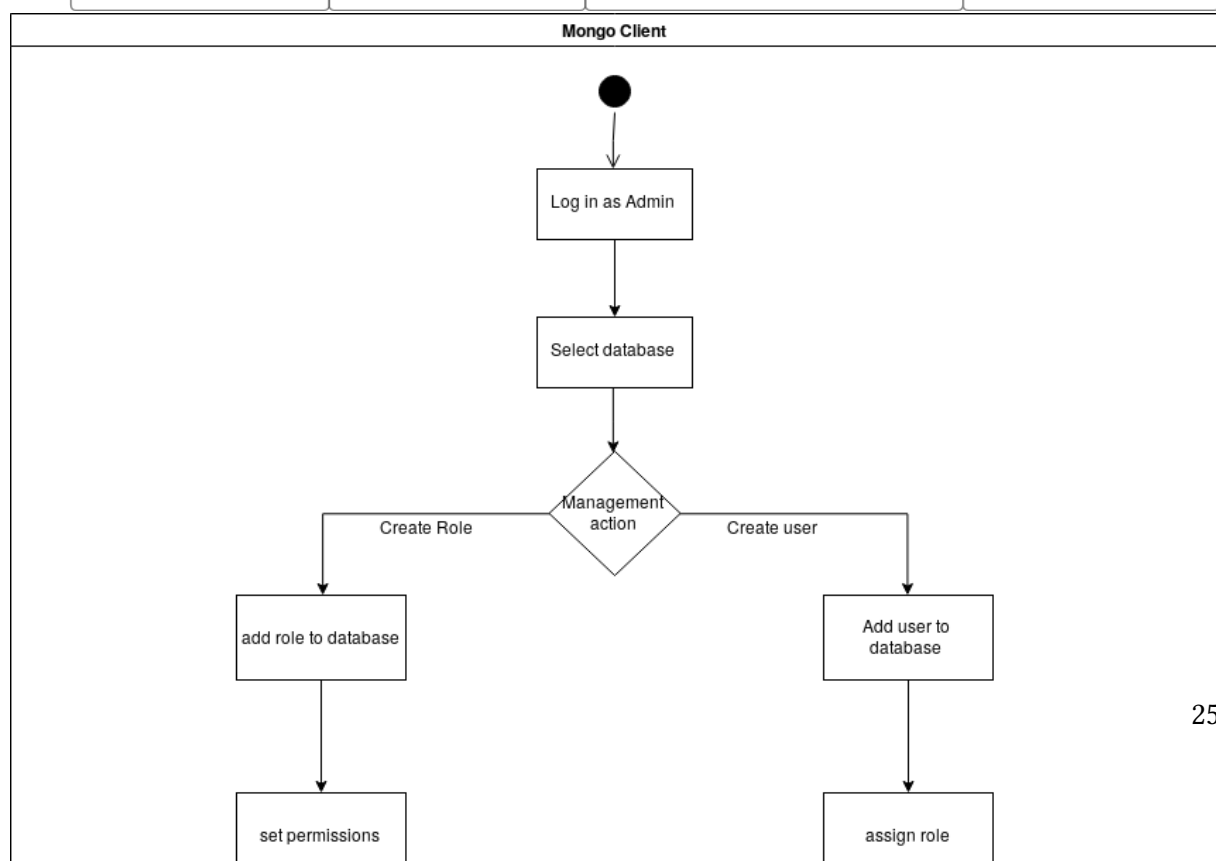 Mongo Client
Log in as Admin
Select database
Management
action
Create Role
Create user
add role to database
Add user to
database
25
set permissions
assign role